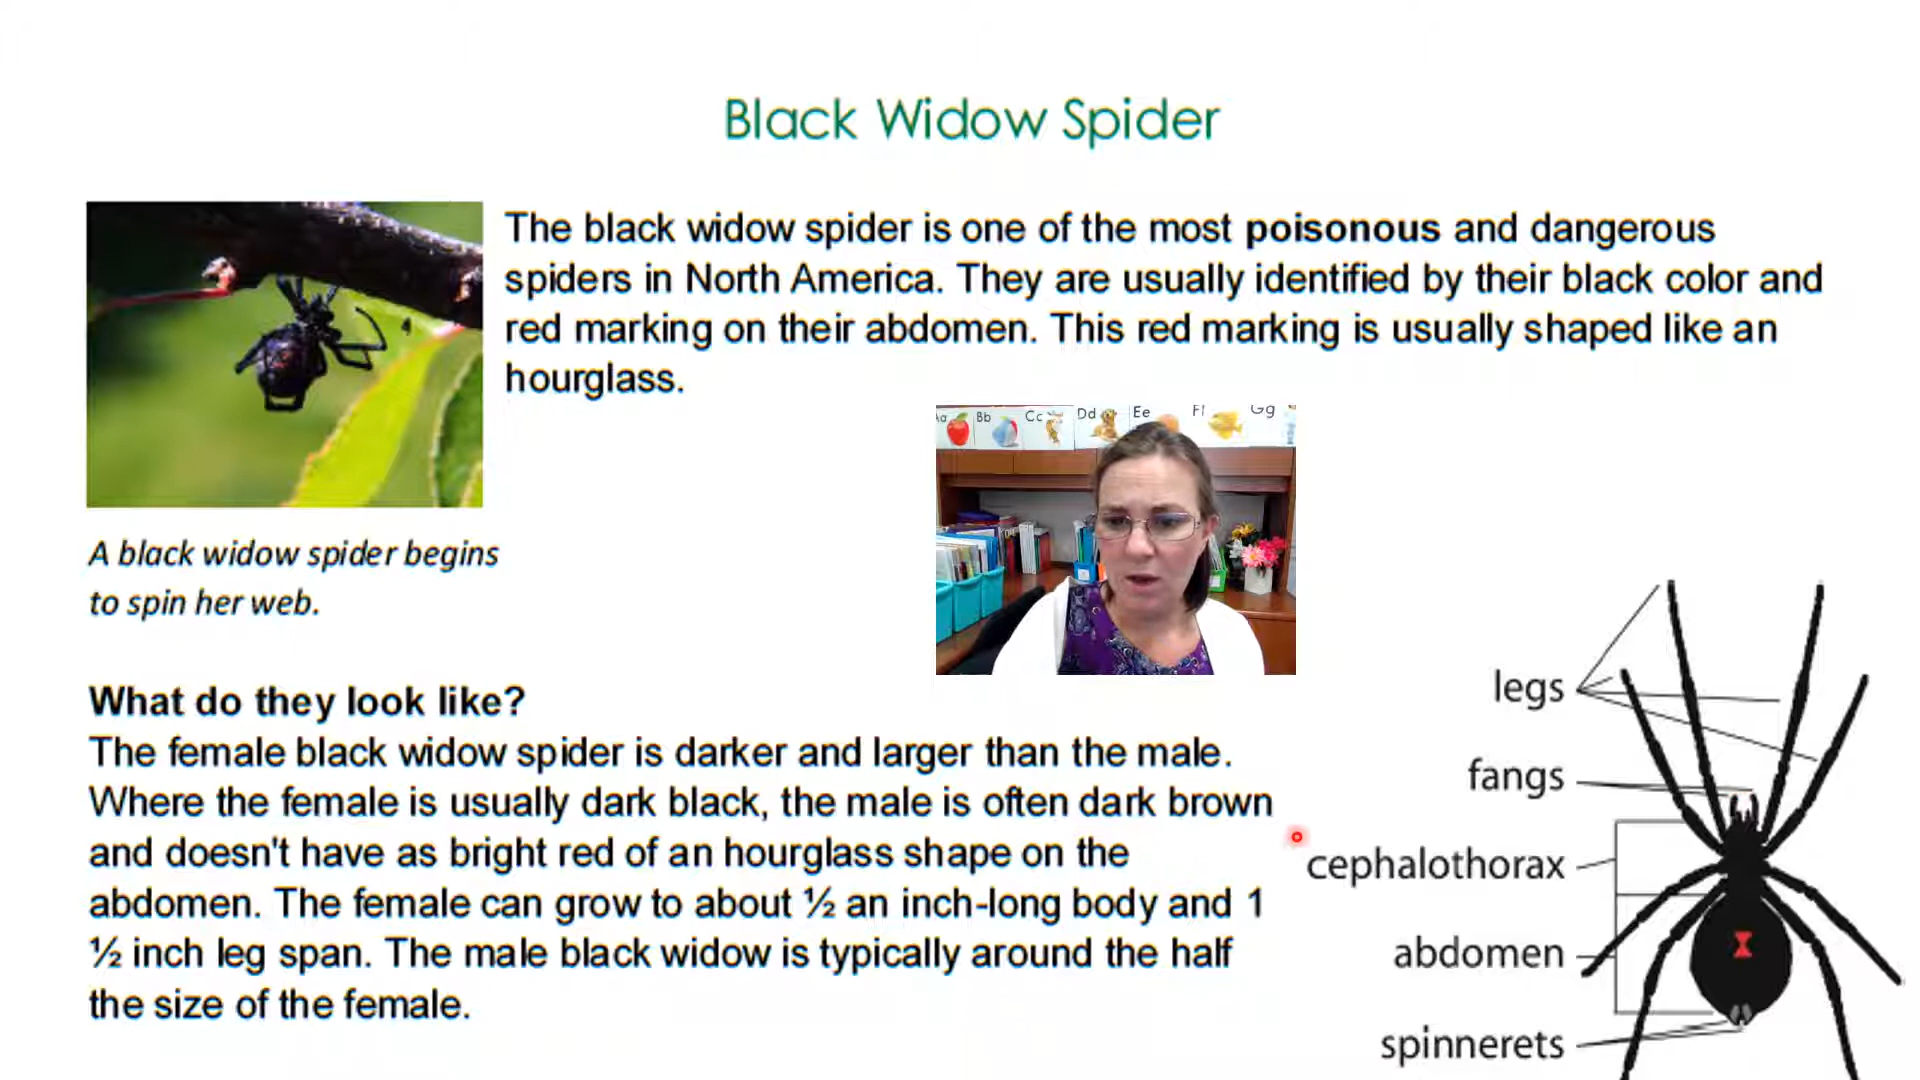 Black Widow Spider
The black widow spider is one of the most poisonous and dangerous
spiders in North America. They are usually identified by their black color and
red marking on their abdomen. This red marking is usually shaped like an
hourglass.
Bb Cc Dd Ee Ff Gg
A black widow spider begins
to spin her web.
What do they look like?
The female black widow spider is darker and larger than the male.
Where the female is usually dark black, the male is often dark brown
and doesn't have as bright red of an hourglass shape on the
abdomen. The female can grow to about ½ an inch-long body and 1
½ inch leg span. The male black widow is typically around the half
the size of the female.
legs
fangs
cephalothorax
abdomen
spinnerets